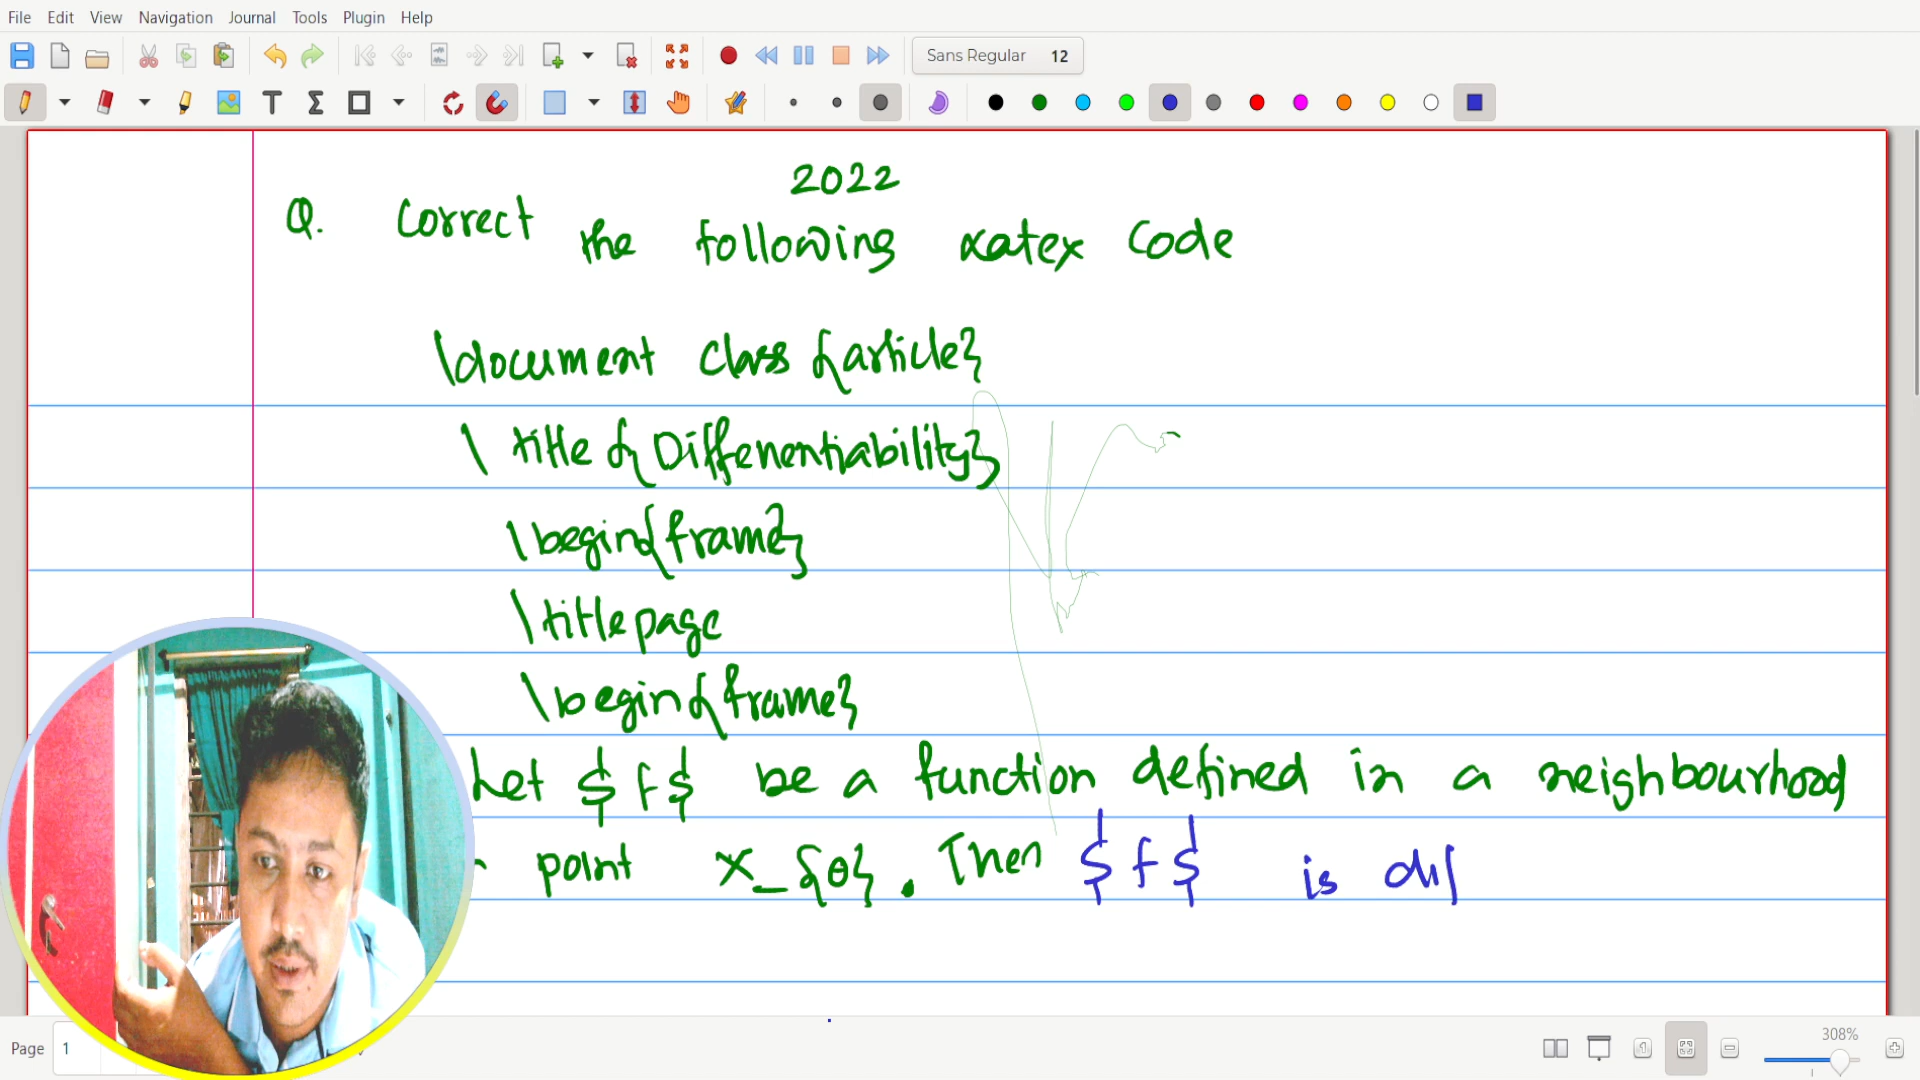 File Edit View Navigation Journal Tools Plugin Help
Sans Regular 12
2022
Q. Correct the following Latex Code
\document class {article}
\ title {Differentiability}
\begin{frame}
\titlepage
\begin{frame}
Let $f$ be a function defined in a neighbourhood
point x_{0}. Then $f$ is dif
Page 1
308%